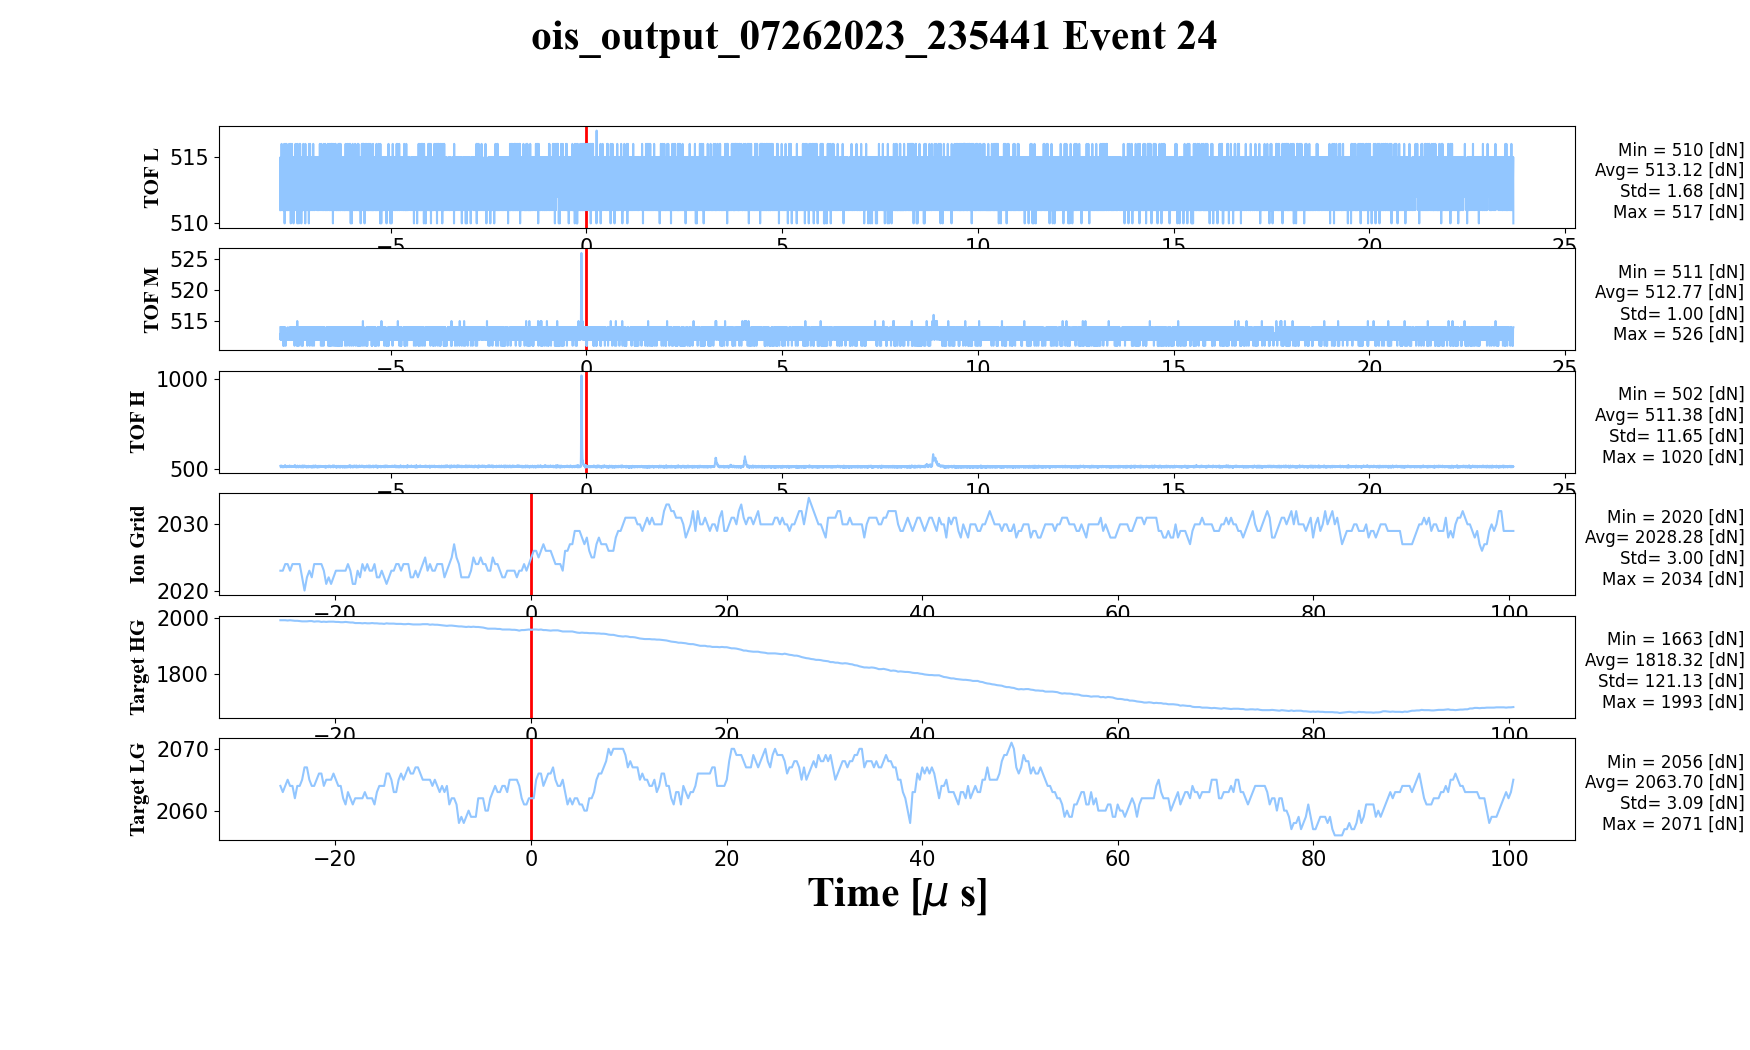 ois_output_07262023_235441 Event 24
TOF L
515
510
−5
0
5
10
15
20
25
Min = 510 [dN]
Avg= 513.12 [dN]
Std= 1.68 [dN]
Max = 517 [dN]
TOF M
525
520
515
−5
0
5
10
15
20
25
Min = 511 [dN]
Avg= 512.77 [dN]
Std= 1.00 [dN]
Max = 526 [dN]
TOF H
1000
500
−5
0
5
10
15
20
25
Min = 502 [dN]
Avg= 511.38 [dN]
Std= 11.65 [dN]
Max = 1020 [dN]
Ion Grid
2030
2020
−20
0
20
40
60
80
100
Min = 2020 [dN]
Avg= 2028.28 [dN]
Std= 3.00 [dN]
Max = 2034 [dN]
Target HG
2000
1800
−20
0
20
40
60
80
100
Min = 1663 [dN]
Avg= 1818.32 [dN]
Std= 121.13 [dN]
Max = 1993 [dN]
Target LG
2070
2060
−20
0
20
40
60
80
100
Min = 2056 [dN]
Avg= 2063.70 [dN]
Std= 3.09 [dN]
Max = 2071 [dN]
Time [μ s]